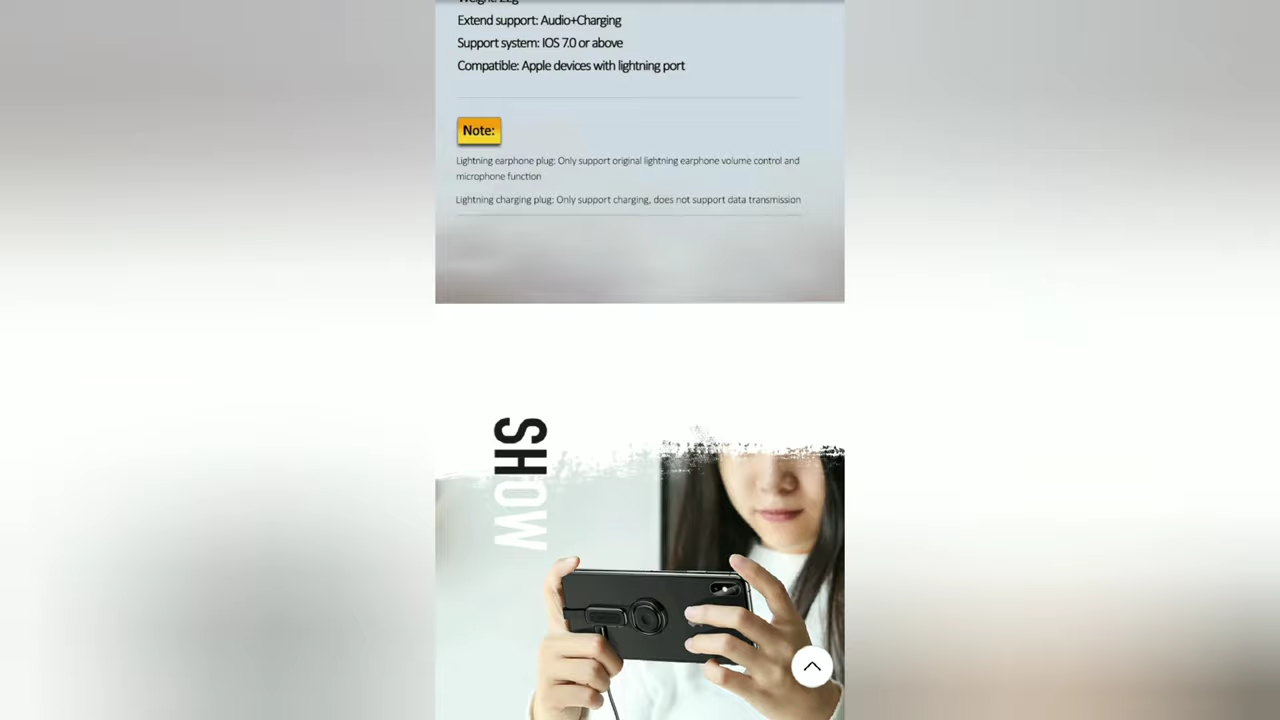 Weight: 22g
Extend support: Audio+Charging
Support system: IOS 7.0 or above
Compatible: Apple devices with lightning port
Note:
Lightning earphone plug: Only support original lightning earphone volume control and
microphone function
Lightning charging plug: Only support charging, does not support data transmission
SHOW